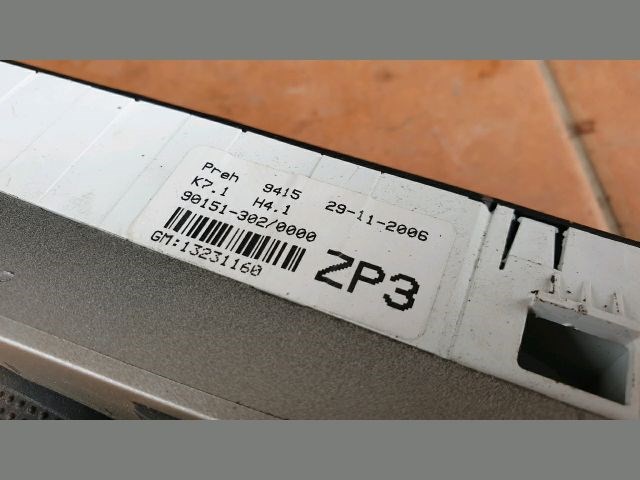 Preh 9415 29-11-2006
K7.1 H4.1
90151-302/0000
GM:13231160
ZP3